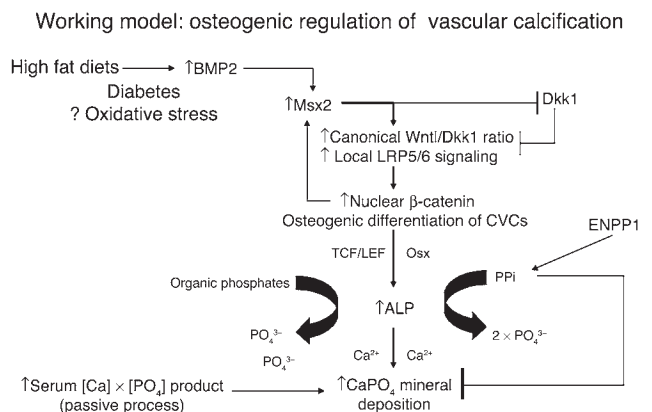 Working model: osteogenic regulation of vascular calcification
High fat diets
↑BMP2
Diabetes
? Oxidative stress
↑Msx2
Dkk1
↑Canonical Wnt/Dkk1 ratio
↑ Local LRP5/6 signaling
↑Nuclear β-catenin
Osteogenic differentiation of CVCs
ENPP1
TCF/LEF
Osx
Organic phosphates
PPi
↑ALP
PO₄³⁻
2 × PO₄³⁻
PO₄³⁻
Ca²⁺
Ca²⁺
↑Serum [Ca] × [PO₄] product
(passive process)
↑CaPO₄ mineral
deposition